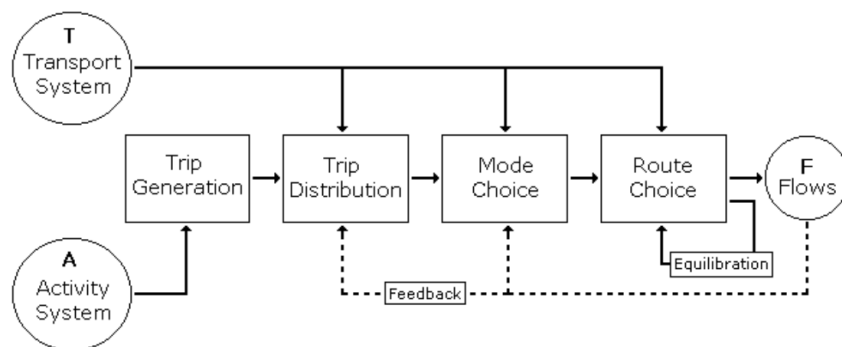 T
Transport
System
Trip
Generation
Trip
Distribution
Mode
Choice
Route
Choice
F
Flows
Equilibration
Feedback
A
Activity
System